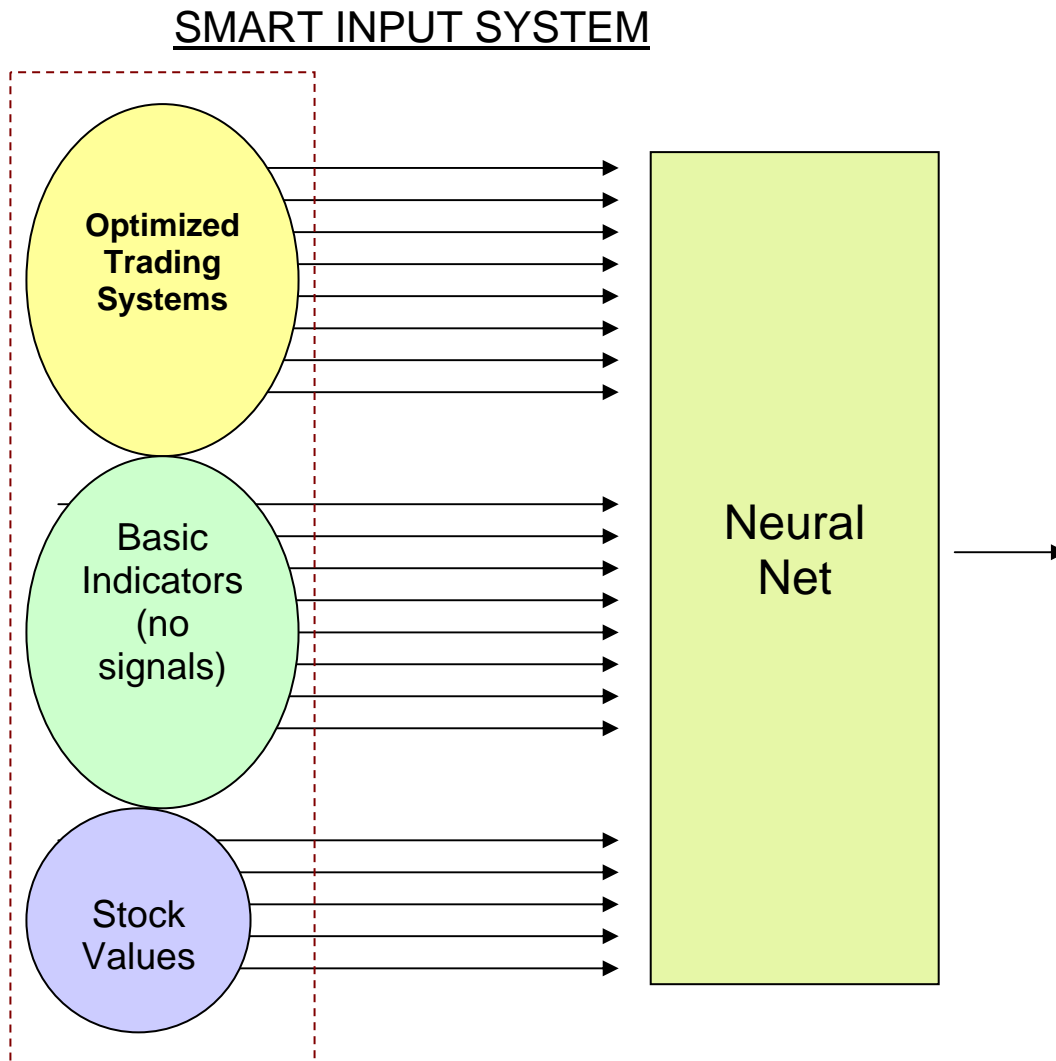 SMART INPUT SYSTEM
Optimized
Trading
Systems
Basic
Indicators
(no
signals)
Stock
Values
Neural
Net